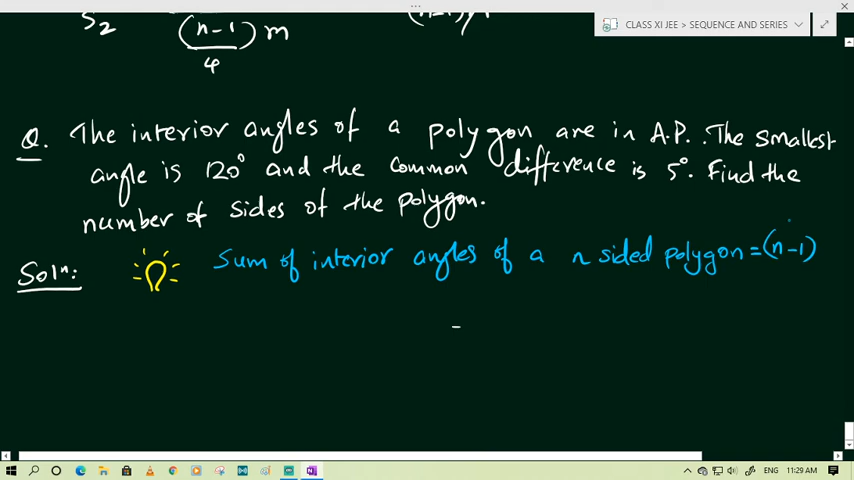 S2 (n-1)m
4
CLASS XI JEE > SEQUENCE AND SERIES
Q. The interior angles of a polygon are in A.P. . The smallest
angle is 120° and the common difference is 5°. Find the
number of sides of the polygon.
Solⁿ: Sum of interior angles of a n sided polygon = (n-1)
ENG 11:29 AM